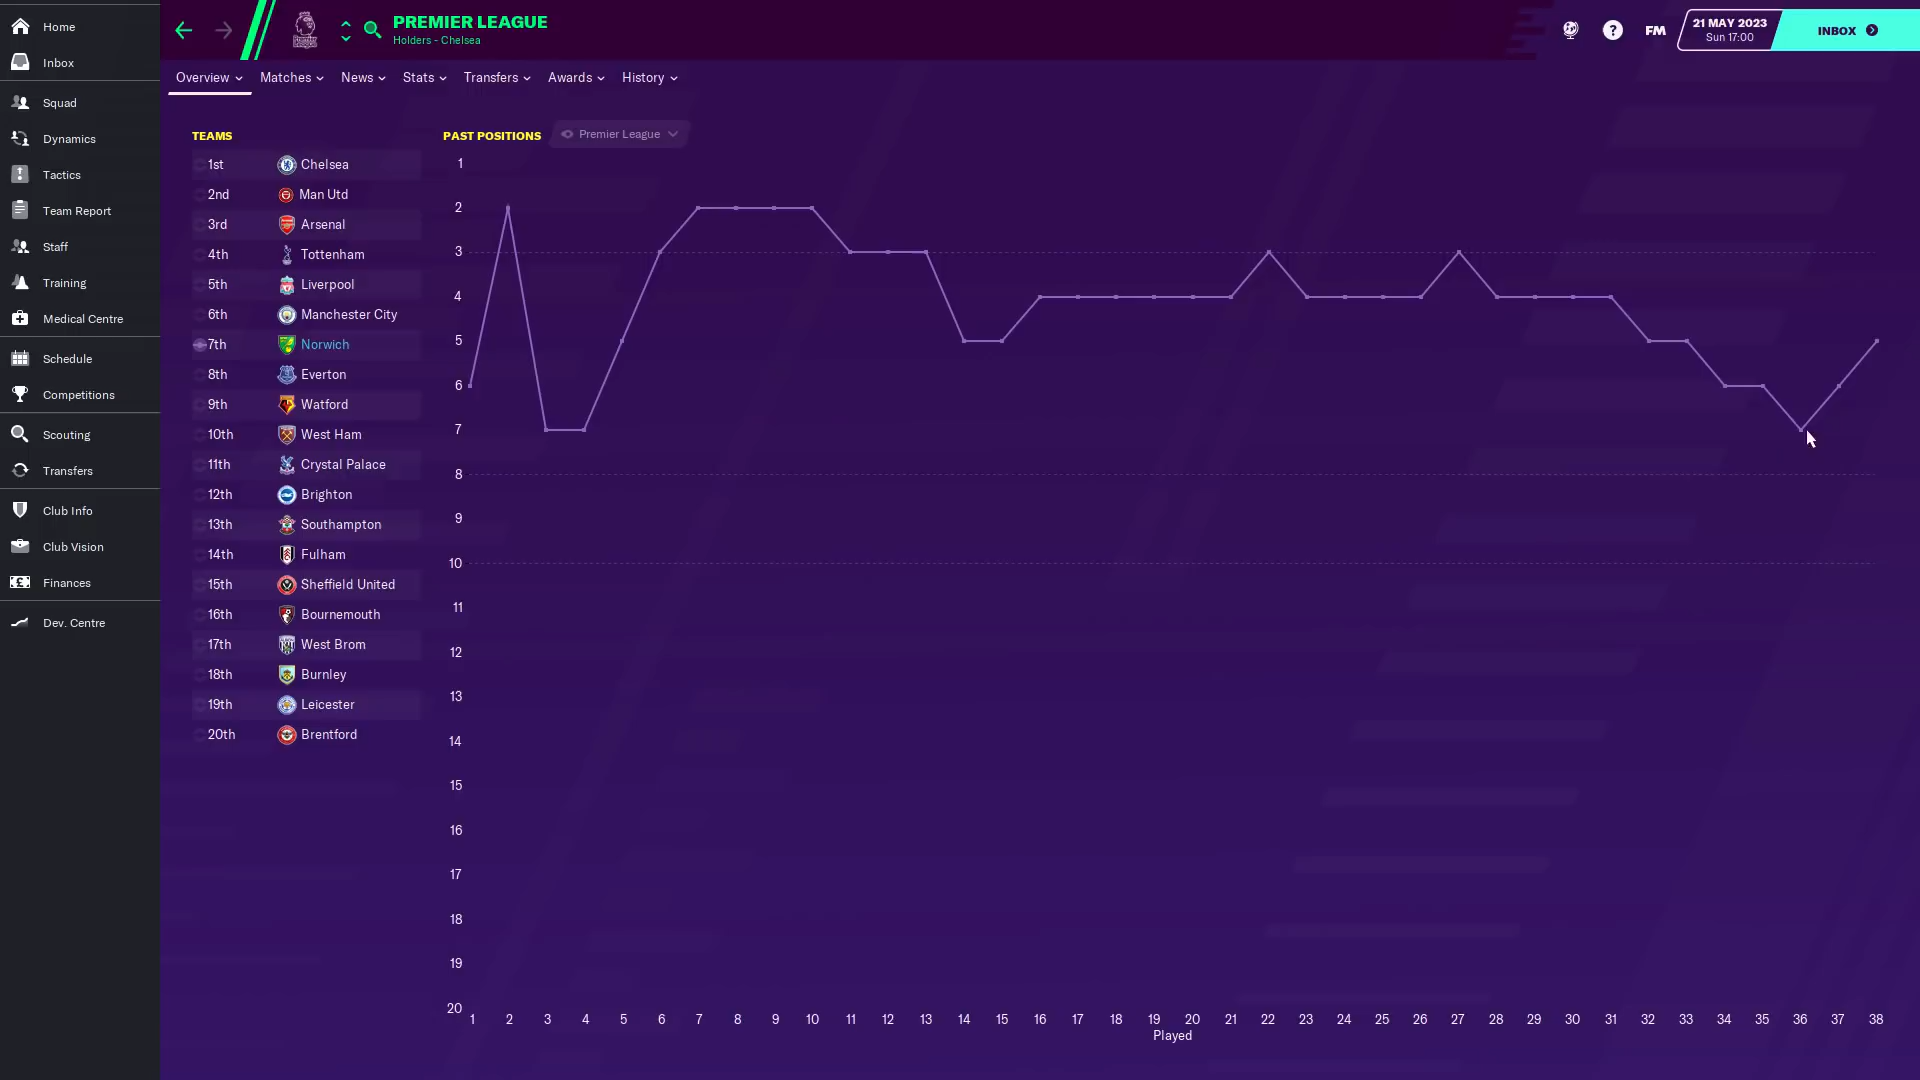 Home
Inbox
Squad
Dynamics
Tactics
Team Report
Staff
Training
Medical Centre
Schedule
Competitions
Scouting
Transfers
Club Info
Club Vision
Finances
Dev. Centre
PREMIER LEAGUE
Holders - Chelsea
FM
21 MAY 2023
Sun 17:00
INBOX
Overview Matches News Stats Transfers Awards History
TEAMS
1st Chelsea
2nd Man Utd
3rd Arsenal
4th Tottenham
5th Liverpool
6th Manchester City
7th Norwich
8th Everton
9th Watford
10th West Ham
11th Crystal Palace
12th Brighton
13th Southampton
14th Fulham
15th Sheffield United
16th Bournemouth
17th West Brom
18th Burnley
19th Leicester
20th Brentford
PAST POSITIONS Premier League
1
2
3
4
5
6
7
8
9
10
11
12
13
14
15
16
17
18
19
20
1 2 3 4 5 6 7 8 9 10 11 12 13 14 15 16 17 18 19 20 21 22 23 24 25 26 27 28 29 30 31 32 33 34 35 36 37 38
Played